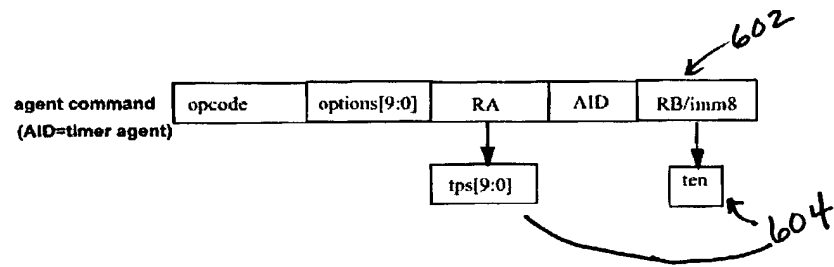 602
agent command
(AID=timer agent)
opcode options[9:0] RA AID RB/imm8
tps[9:0] ten
604